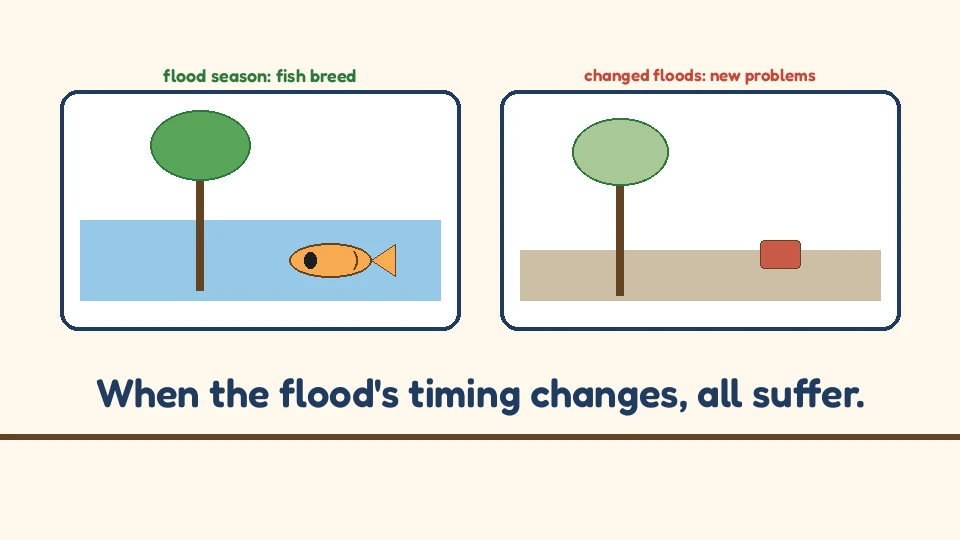 flood season: fish breed
changed floods: new problems
When the flood's timing changes, all suffer.